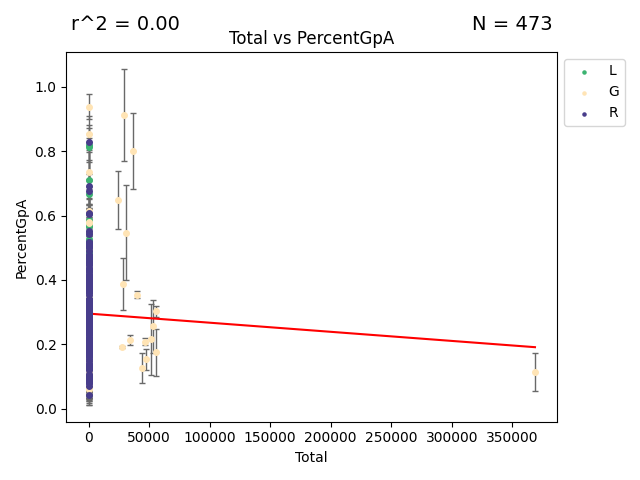 r^2 = 0.00
N = 473
Total vs PercentGpA
L
G
R
PercentGpA
1.0
0.8
0.6
0.4
0.2
0.0
0
50000
100000
150000
200000
250000
300000
350000
Total